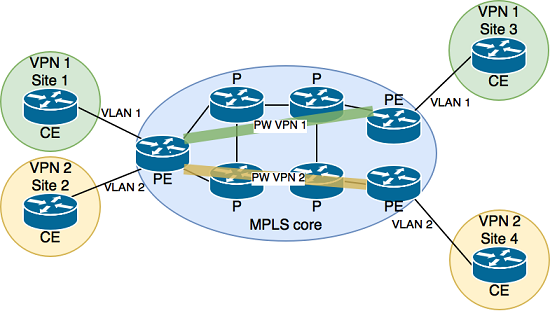 VPN 1
Site 1
CE
VLAN 1
VPN 2
Site 2
CE
VLAN 2
PE
P
P
PW VPN 1
PE
PW VPN 2
P
P
PE
MPLS core
VLAN 1
VPN 1
Site 3
CE
VLAN 2
VPN 2
Site 4
CE